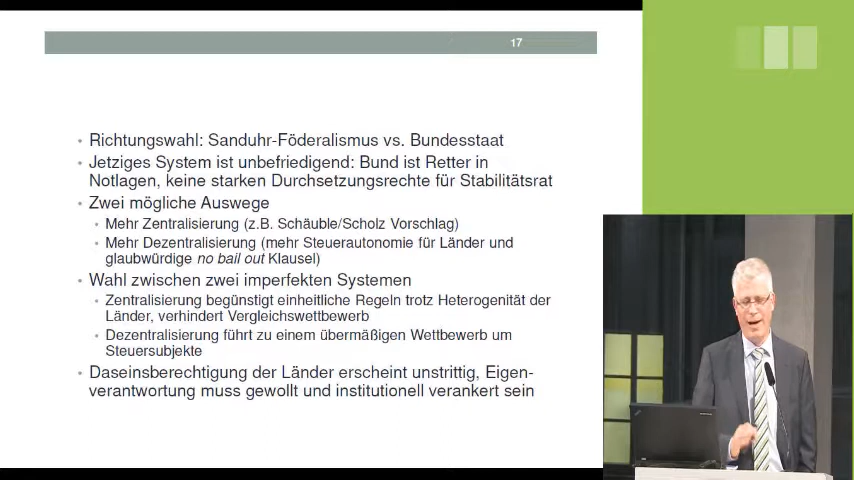 17
Richtungswahl: Sanduhr-Föderalismus vs. Bundesstaat
Jetziges System ist unbefriedigend: Bund ist Retter in
Notlagen, keine starken Durchsetzungsrechte für Stabilitätsrat
Zwei mögliche Auswege
Mehr Zentralisierung (z.B. Schäuble/Scholz Vorschlag)
Mehr Dezentralisierung (mehr Steuerautonomie für Länder und
glaubwürdige no bail out Klausel)
Wahl zwischen zwei imperfekten Systemen
Zentralisierung begünstigt einheitliche Regeln trotz Heterogenität der
Länder, verhindert Vergleichswettbewerb
Dezentralisierung führt zu einem übermäßigen Wettbewerb um
Steuersubjekte
Daseinsberechtigung der Länder erscheint unstrittig, Eigen-
verantwortung muss gewollt und institutionell verankert sein